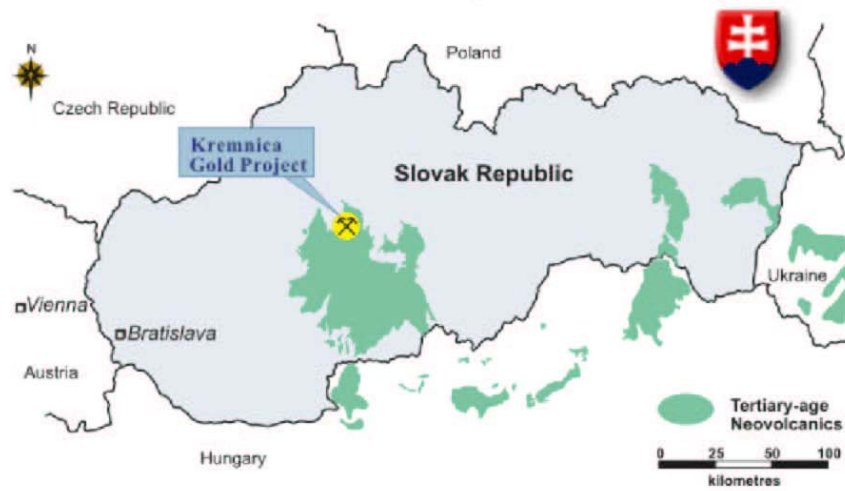 N
Poland
Czech Republic
Kremnica
Gold Project
Slovak Republic
Ukraine
Vienna
Bratislava
Austria
Tertiary-age
Neovolcanics
Hungary
0 25 50 100
kilometres